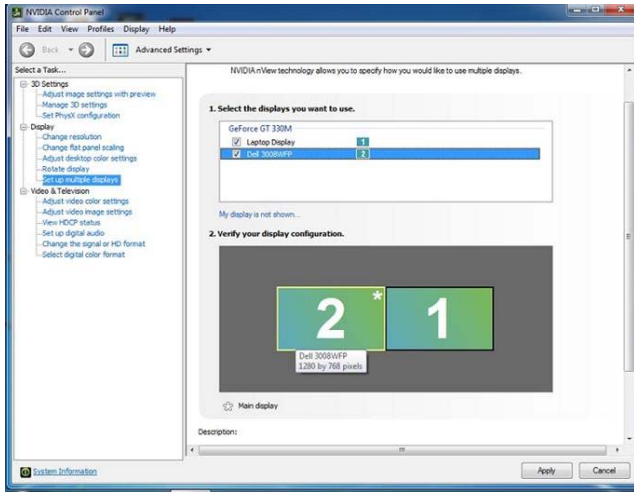 NVIDIA Control Panel
File Edit View Profiles Display Help
Back Advanced Settings
Select a Task...
3D Settings
Adjust image settings with preview
Manage 3D settings
Set PhysX configuration
Display
Change resolution
Change flat panel scaling
Adjust desktop color settings
Rotate display
Set up multiple displays
Video & Television
Adjust video color settings
Adjust video image settings
View HDCP status
Set up digital audio
Change the signal or HD format
Select digital color format
NVIDIA nView technology allows you to specify how you would like to use multiple displays.
1. Select the displays you want to use.
GeForce GT 330M
Laptop Display 1
Dell 3008WFP 2
My display is not shown...
2. Verify your display configuration.
2 * 1
Dell 3008WFP
1280 by 768 pixels
Main display
Description:
System Information
Apply Cancel